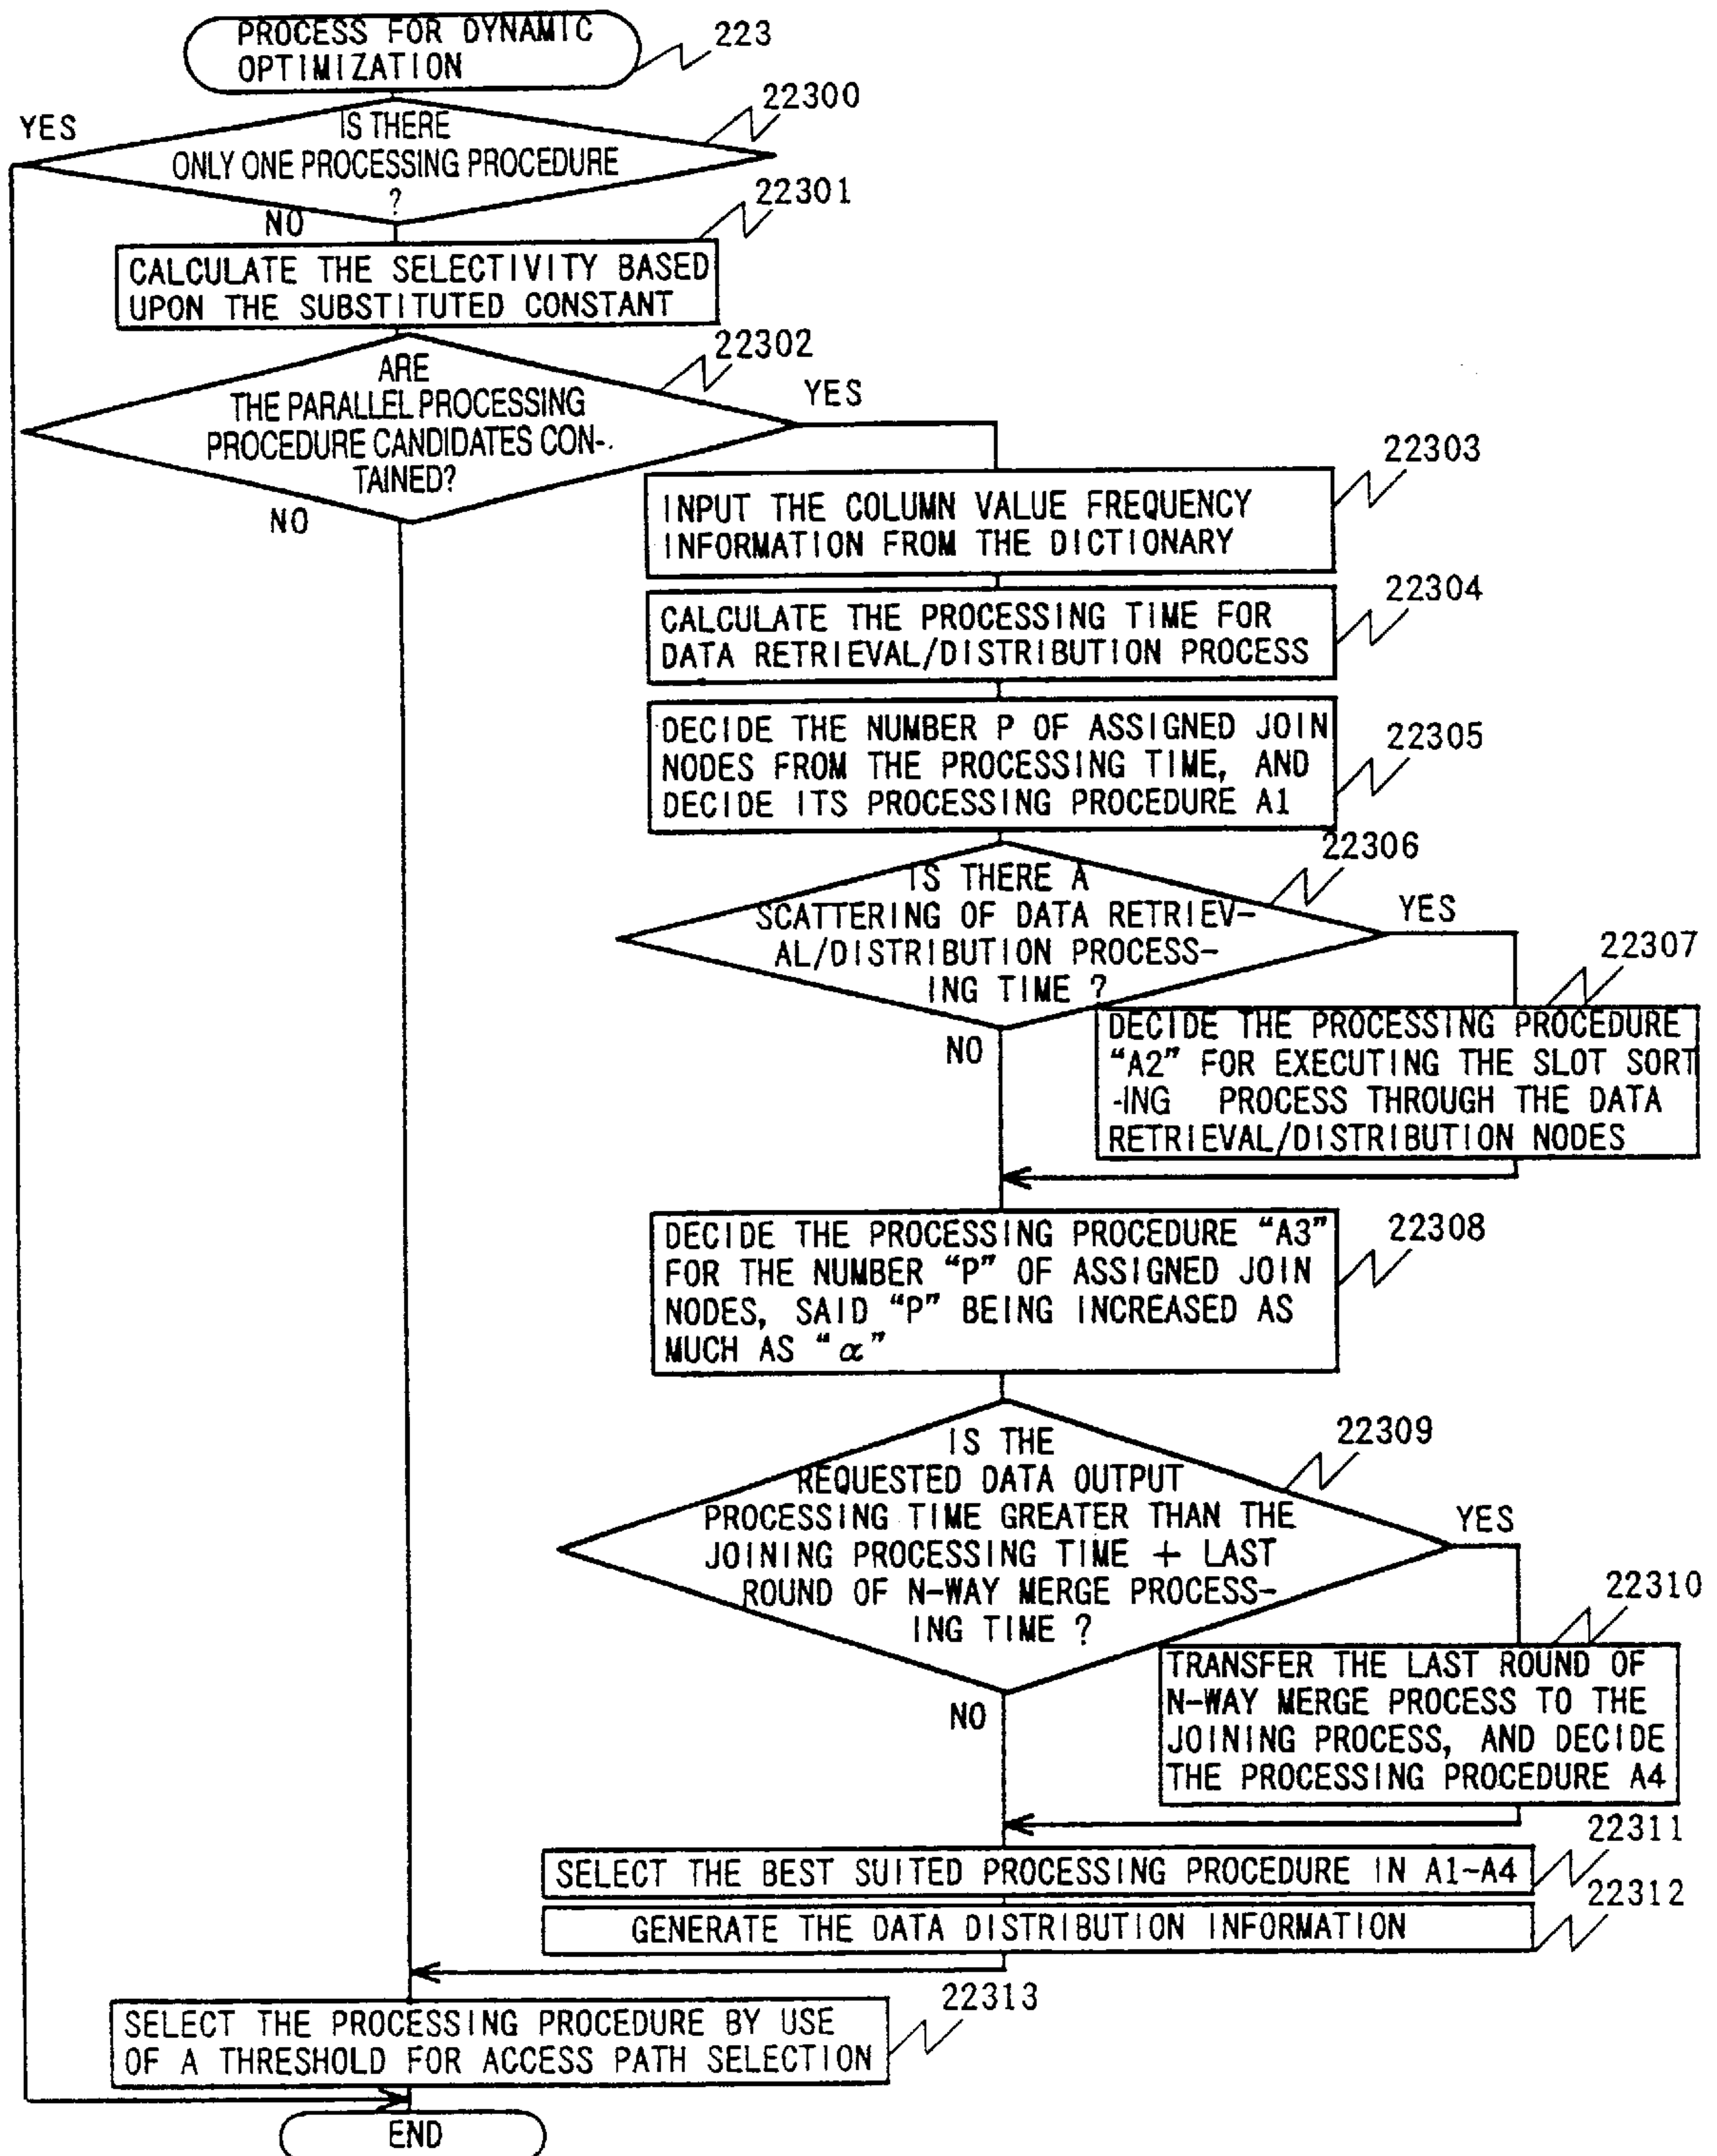 PROCESS FOR DYNAMIC
OPTIMIZATION
223
22300
YES
IS THERE
ONLY ONE PROCESSING PROCEDURE
?
NO
22301
CALCULATE THE SELECTIVITY BASED
UPON THE SUBSTITUTED CONSTANT
22302
ARE
THE PARALLEL PROCESSING
PROCEDURE CANDIDATES CON-
TAINED?
YES
NO
22303
INPUT THE COLUMN VALUE FREQUENCY
INFORMATION FROM THE DICTIONARY
22304
CALCULATE THE PROCESSING TIME FOR
DATA RETRIEVAL/DISTRIBUTION PROCESS
22305
DECIDE THE NUMBER P OF ASSIGNED JOIN
NODES FROM THE PROCESSING TIME, AND
DECIDE ITS PROCESSING PROCEDURE A1
22306
IS THERE A
SCATTERING OF DATA RETRIEV-
AL/DISTRIBUTION PROCESS-
ING TIME ?
YES
NO
22307
DECIDE THE PROCESSING PROCEDURE
“A2” FOR EXECUTING THE SLOT SORT
-ING PROCESS THROUGH THE DATA
RETRIEVAL/DISTRIBUTION NODES
22308
DECIDE THE PROCESSING PROCEDURE “A3”
FOR THE NUMBER “P” OF ASSIGNED JOIN
NODES, SAID “P” BEING INCREASED AS
MUCH AS “α”
22309
IS THE
REQUESTED DATA OUTPUT
PROCESSING TIME GREATER THAN THE
JOINING PROCESSING TIME + LAST
ROUND OF N-WAY MERGE PROCESS-
ING TIME ?
YES
NO
22310
TRANSFER THE LAST ROUND OF
N-WAY MERGE PROCESS TO THE
JOINING PROCESS, AND DECIDE
THE PROCESSING PROCEDURE A4
22311
SELECT THE BEST SUITED PROCESSING PROCEDURE IN A1-A4
22312
GENERATE THE DATA DISTRIBUTION INFORMATION
22313
SELECT THE PROCESSING PROCEDURE BY USE
OF A THRESHOLD FOR ACCESS PATH SELECTION
END